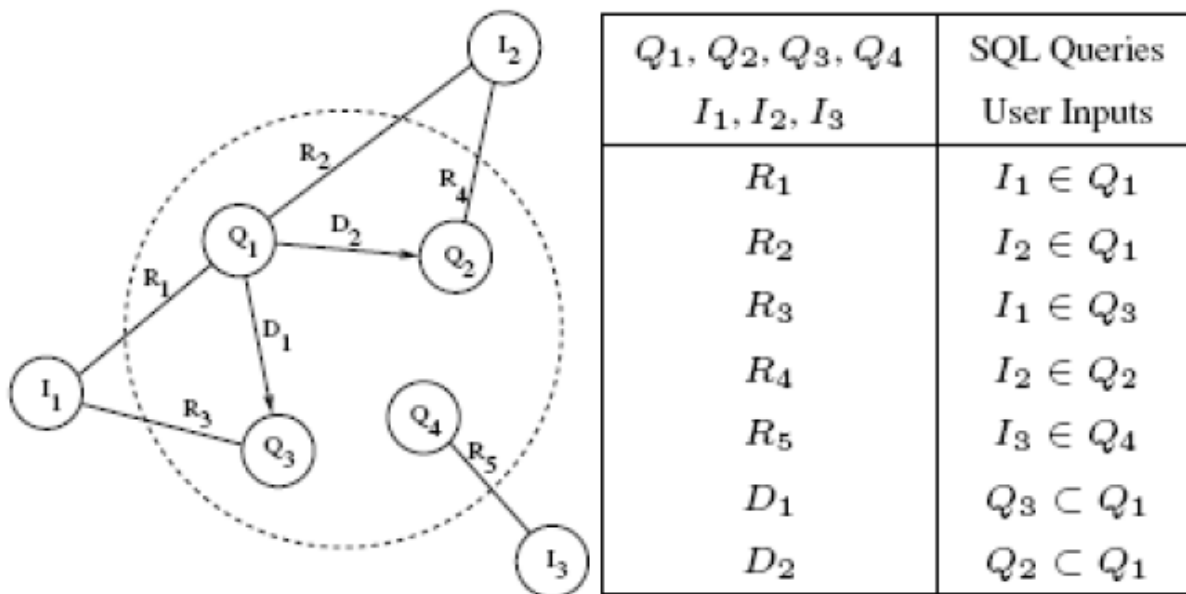 I₂
R₂
R₄
Q₁
D₂
Q₂
R₁
D₁
I₁
R₃
Q₄
Q₃
R₅
I₃
Q₁, Q₂, Q₃, Q₄ SQL Queries
I₁, I₂, I₃ User Inputs
R₁ I₁ ∈ Q₁
R₂ I₂ ∈ Q₁
R₃ I₁ ∈ Q₃
R₄ I₂ ∈ Q₂
R₅ I₃ ∈ Q₄
D₁ Q₃ ⊂ Q₁
D₂ Q₂ ⊂ Q₁